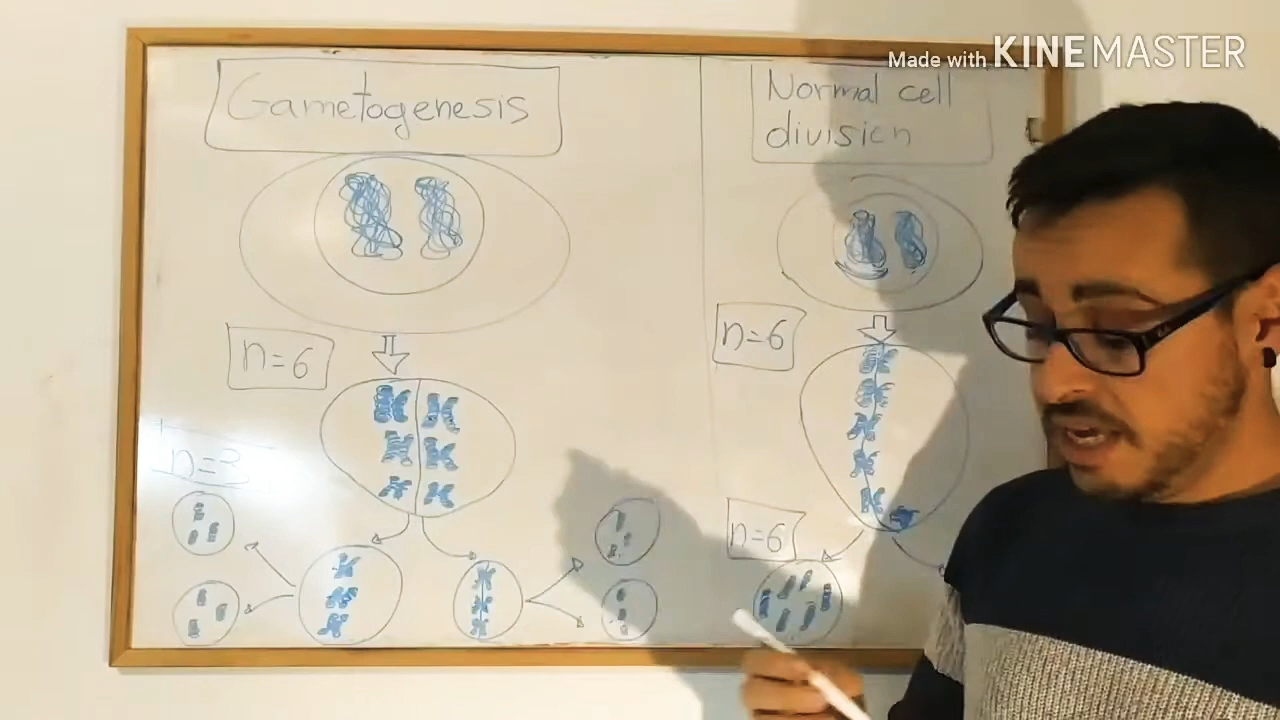 Made with KINEMASTER
Gametogenesis
Normal cell
division
n=6
n=6
n=3
n=6